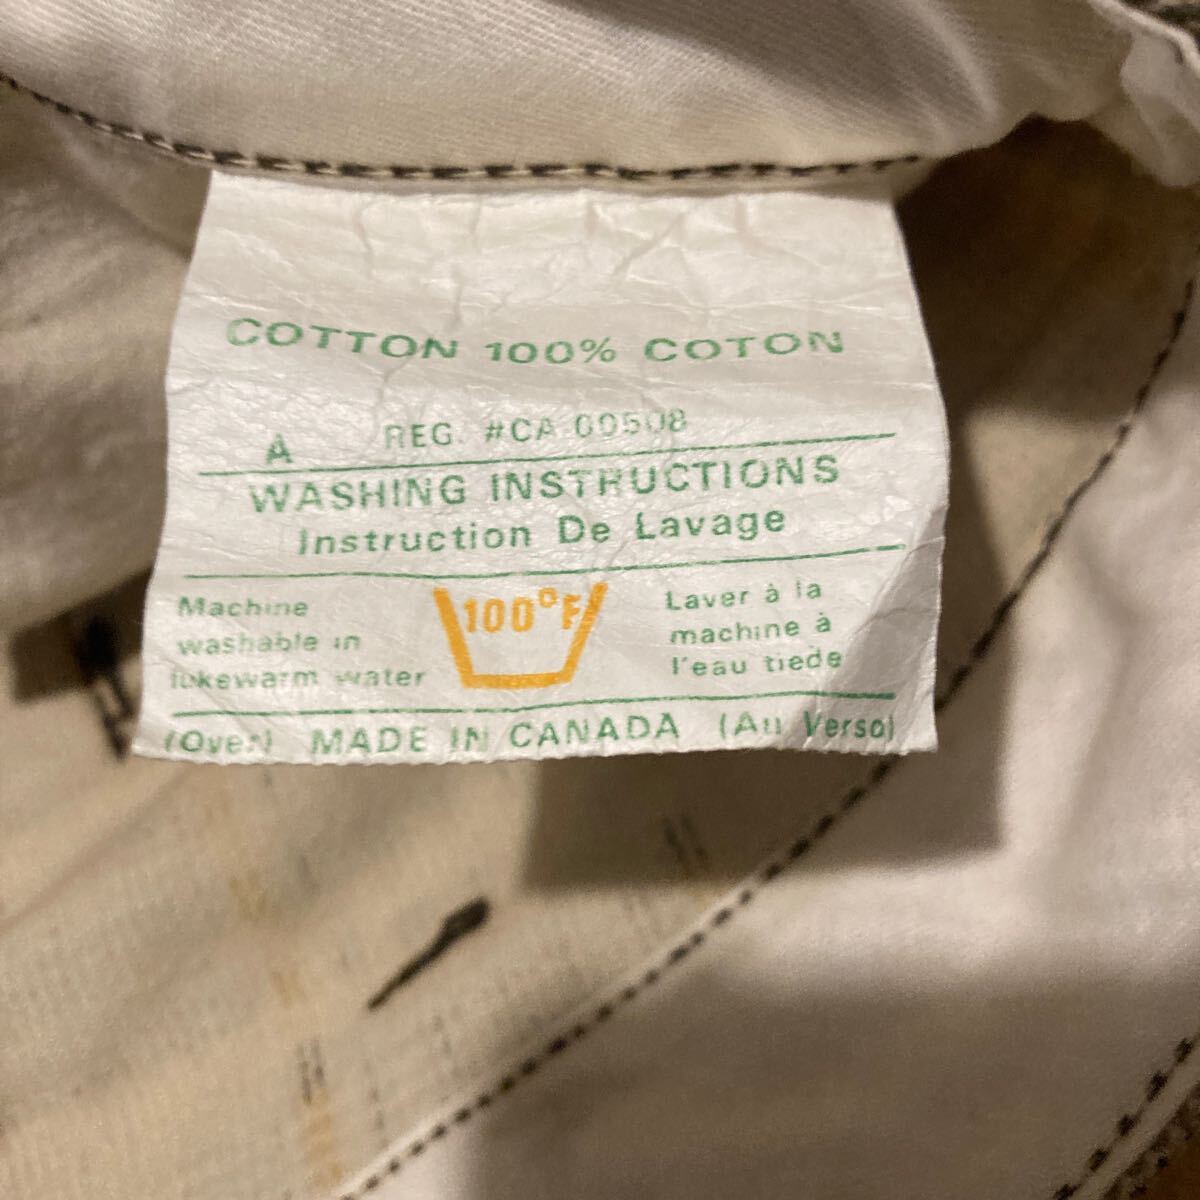 COTTON 100% COTON
A REG. #CA 00508
WASHING INSTRUCTIONS
Instruction De Lavage
Machine
washable in
lukewarm water
100°F
Laver à la
machine à
l'eau tiede
(Over) MADE IN CANADA (Au Verso)